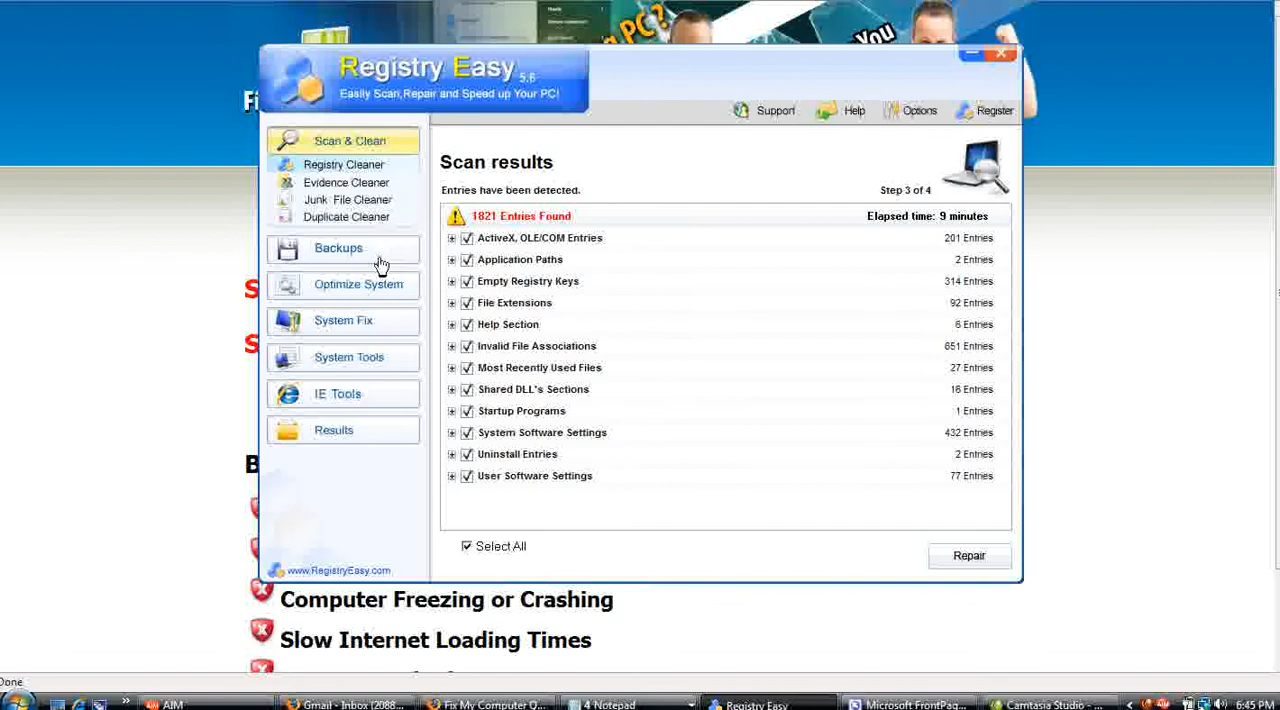 PC?
You
Fi
Registry Easy 5.6
Easily Scan,Repair and Speed up Your PC!
Support
Help
Options
Register
Scan & Clean
Registry Cleaner
Evidence Cleaner
Junk File Cleaner
Duplicate Cleaner
Backups
Optimize System
System Fix
System Tools
IE Tools
Results
www.RegistryEasy.com
Scan results
Entries have been detected.
Step 3 of 4
1821 Entries Found
Elapsed time: 9 minutes
ActiveX, OLE/COM Entries 201 Entries
Application Paths 2 Entries
Empty Registry Keys 314 Entries
File Extensions 92 Entries
Help Section 6 Entries
Invalid File Associations 651 Entries
Most Recently Used Files 27 Entries
Shared DLL's Sections 16 Entries
Startup Programs 1 Entries
System Software Settings 432 Entries
Uninstall Entries 2 Entries
User Software Settings 77 Entries
Select All
Repair
S
S
B
Computer Freezing or Crashing
Slow Internet Loading Times
Done
AIM
Gmail - Inbox (2088...
Fix My Computer Q...
4 Notepad
Registry Easy
Microsoft FrontPag...
Camtasia Studio - ...
6:45 PM